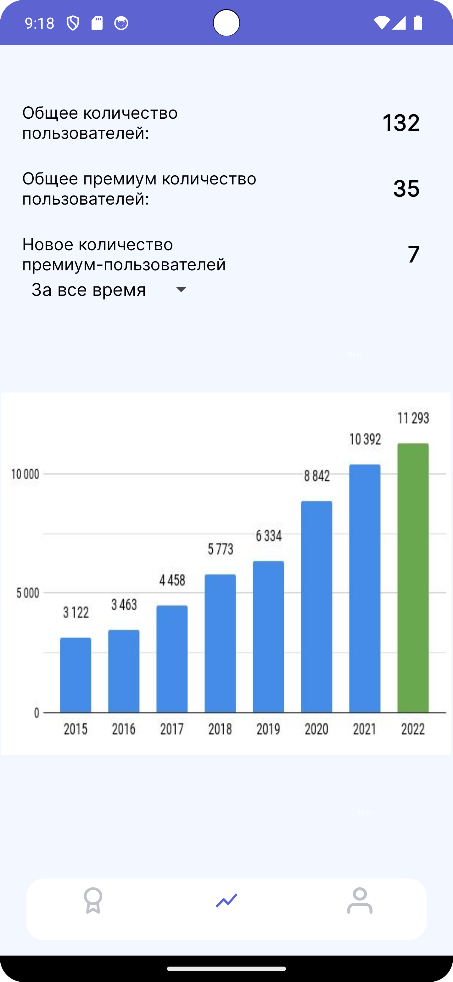 9:18
Общее количество
пользователей:
132
Общее премиум количество
пользователей:
35
Новое количество
премиум-пользователей
7
За все время
11 293
10 392
10 000
8 842
6 334
5 773
5 000
4 458
3 463
3 122
0
2015 2016 2017 2018 2019 2020 2021 2022